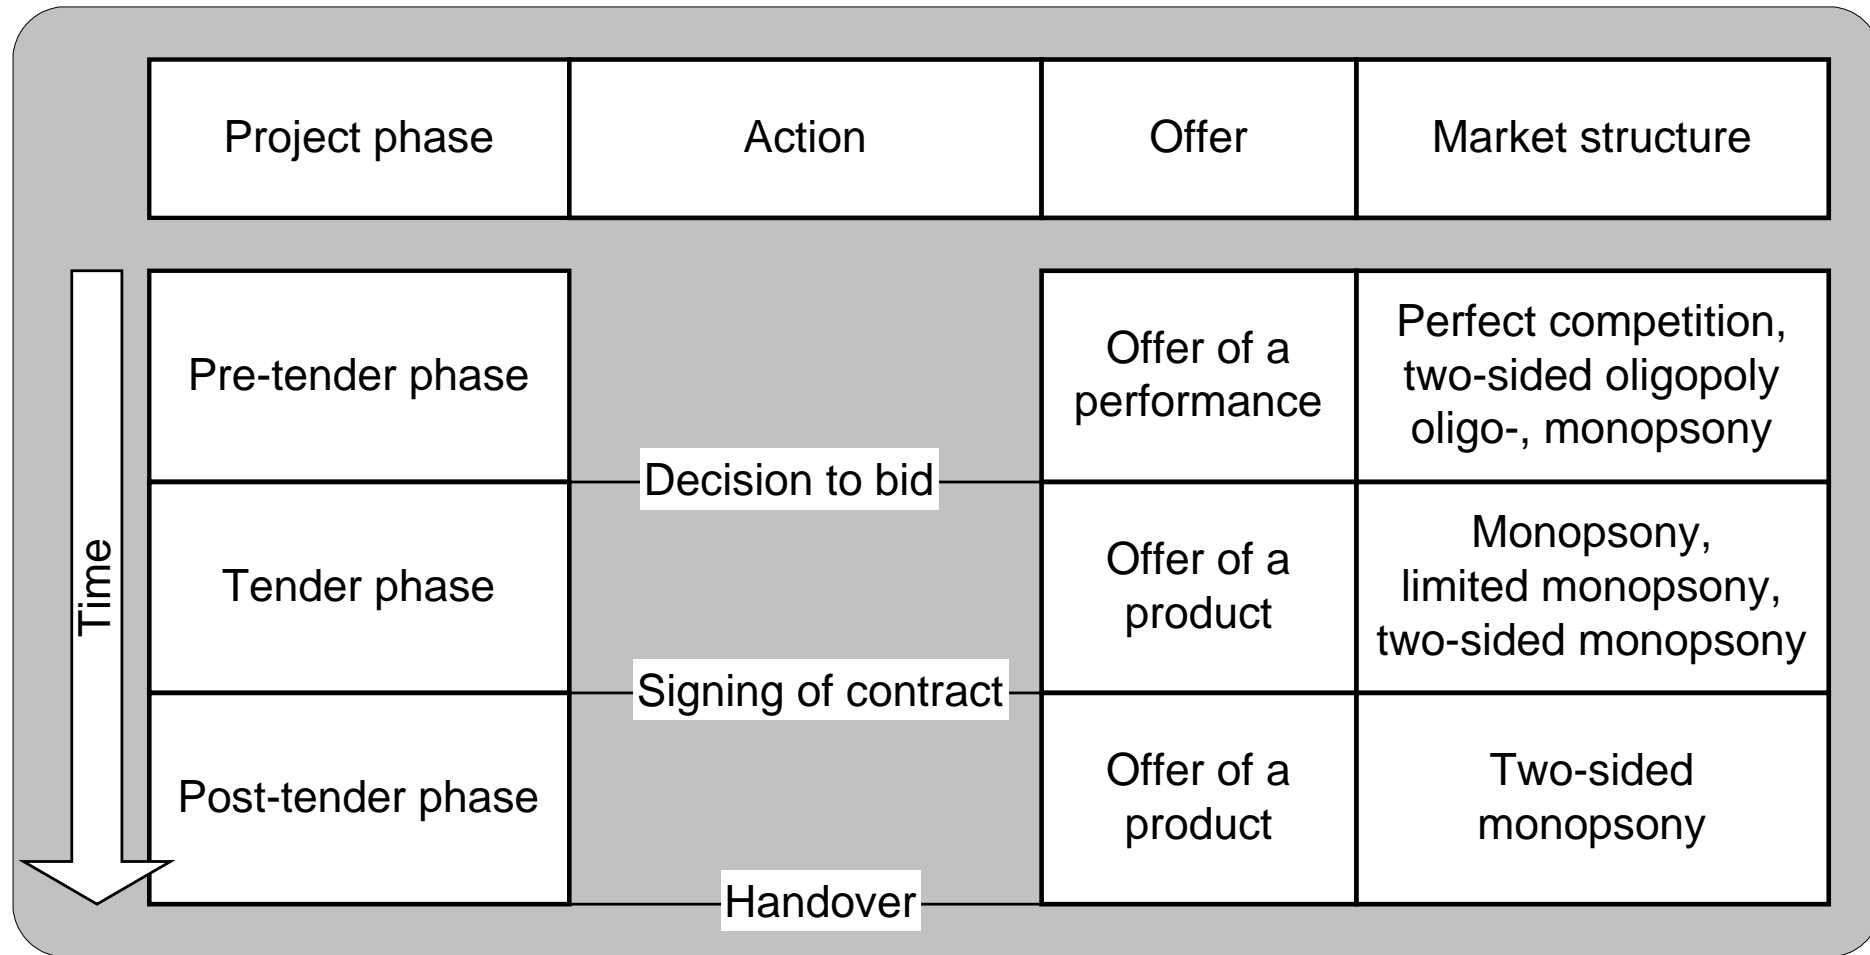 Project phase
Action
Offer
Market structure
Time
Pre-tender phase
Offer of a
performance
Perfect competition,
two-sided oligopoly
oligo-, monopsony
Decision to bid
Tender phase
Offer of a
product
Monopsony,
limited monopsony,
two-sided monopsony
Signing of contract
Post-tender phase
Offer of a
product
Two-sided
monopsony
Handover